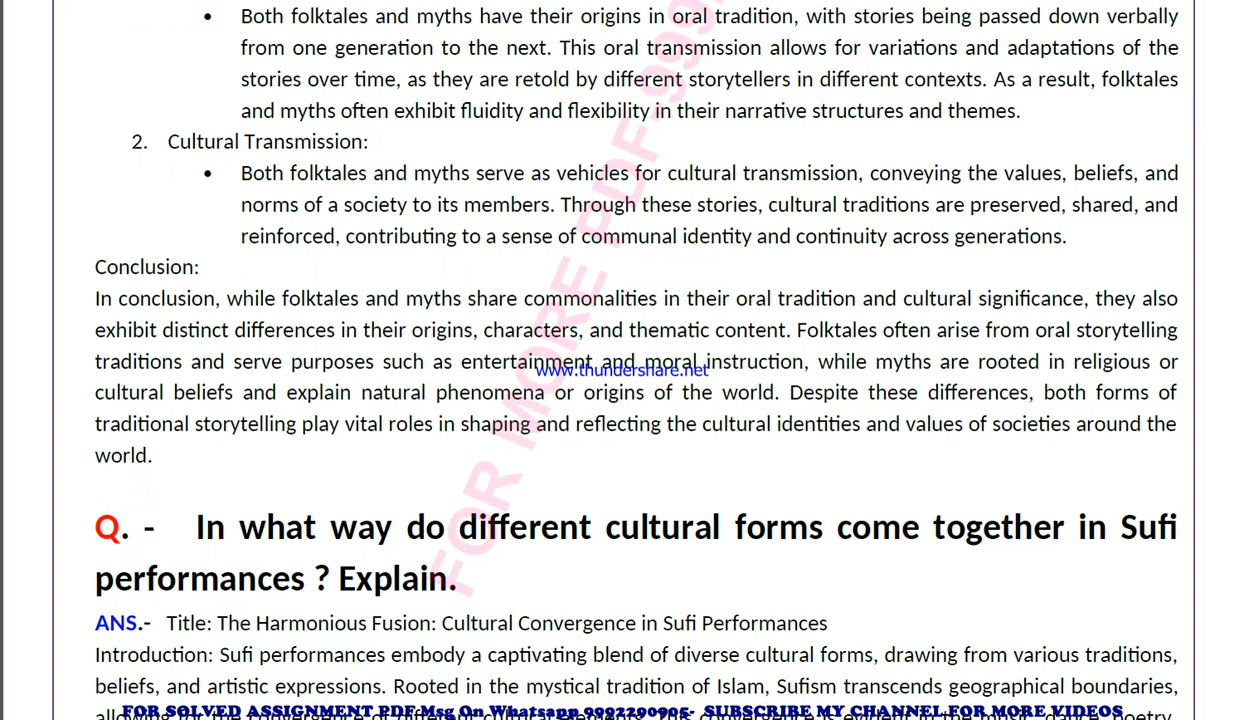 • Both folktales and myths have their origins in oral tradition, with stories being passed down verbally
from one generation to the next. This oral transmission allows for variations and adaptations of the
stories over time, as they are retold by different storytellers in different contexts. As a result, folktales
and myths often exhibit fluidity and flexibility in their narrative structures and themes.
2. Cultural Transmission:
• Both folktales and myths serve as vehicles for cultural transmission, conveying the values, beliefs, and
norms of a society to its members. Through these stories, cultural traditions are preserved, shared, and
reinforced, contributing to a sense of communal identity and continuity across generations.
Conclusion:
In conclusion, while folktales and myths share commonalities in their oral tradition and cultural significance, they also
exhibit distinct differences in their origins, characters, and thematic content. Folktales often arise from oral storytelling
traditions and serve purposes such as entertainment and moral instruction, while myths are rooted in religious or
www.thundershare.net
cultural beliefs and explain natural phenomena or origins of the world. Despite these differences, both forms of
traditional storytelling play vital roles in shaping and reflecting the cultural identities and values of societies around the
world.
Q. - In what way do different cultural forms come together in Sufi
performances ? Explain.
ANS.- Title: The Harmonious Fusion: Cultural Convergence in Sufi Performances
Introduction: Sufi performances embody a captivating blend of diverse cultural forms, drawing from various traditions,
beliefs, and artistic expressions. Rooted in the mystical tradition of Islam, Sufism transcends geographical boundaries,
FOR SOLVED ASSIGNMENT PDF Msg On Whatsapp 9992290905- SUBSCRIBE MY CHANNEL FOR MORE VIDEOS
FOR MORE PDF-999